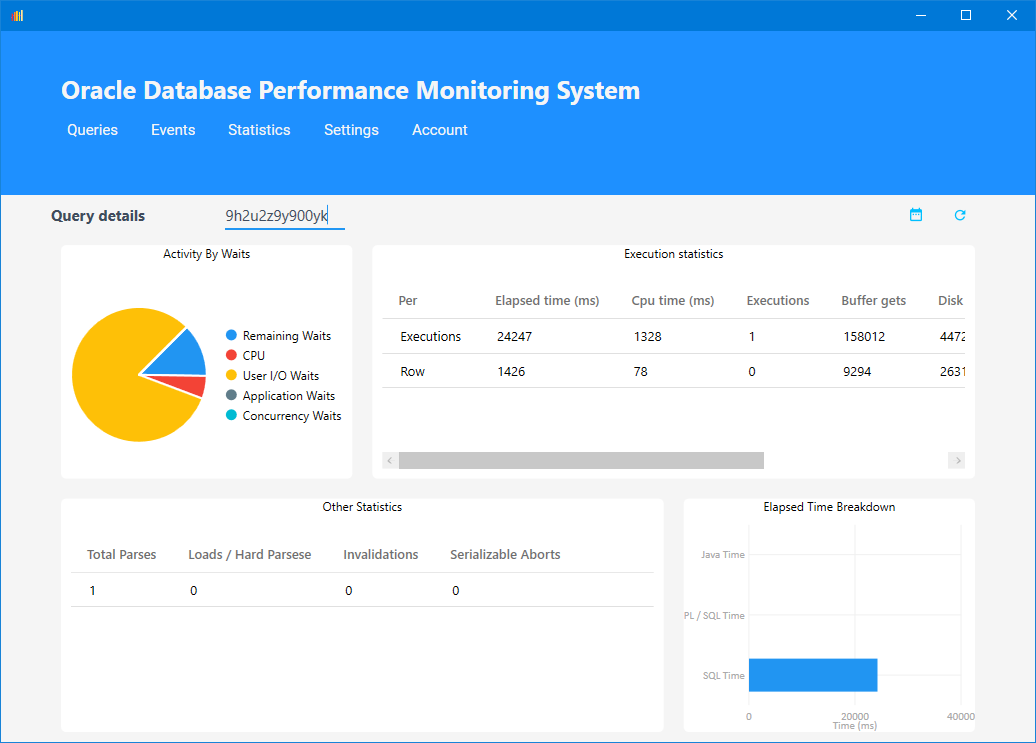 Oracle Database Performance Monitoring System
Queries Events Statistics Settings Account
Query details 9h2u2z9y900yk
Activity By Waits
Remaining Waits
CPU
User I/O Waits
Application Waits
Concurrency Waits
Execution statistics
Per Elapsed time (ms) Cpu time (ms) Executions Buffer gets Disk
Executions 24247 1328 1 158012 4472
Row 1426 78 0 9294 2631
Other Statistics
Total Parses Loads / Hard Parsese Invalidations Serializable Aborts
1 0 0 0
Elapsed Time Breakdown
Java Time
PL / SQL Time
SQL Time
0 20000 40000
Time (ms)